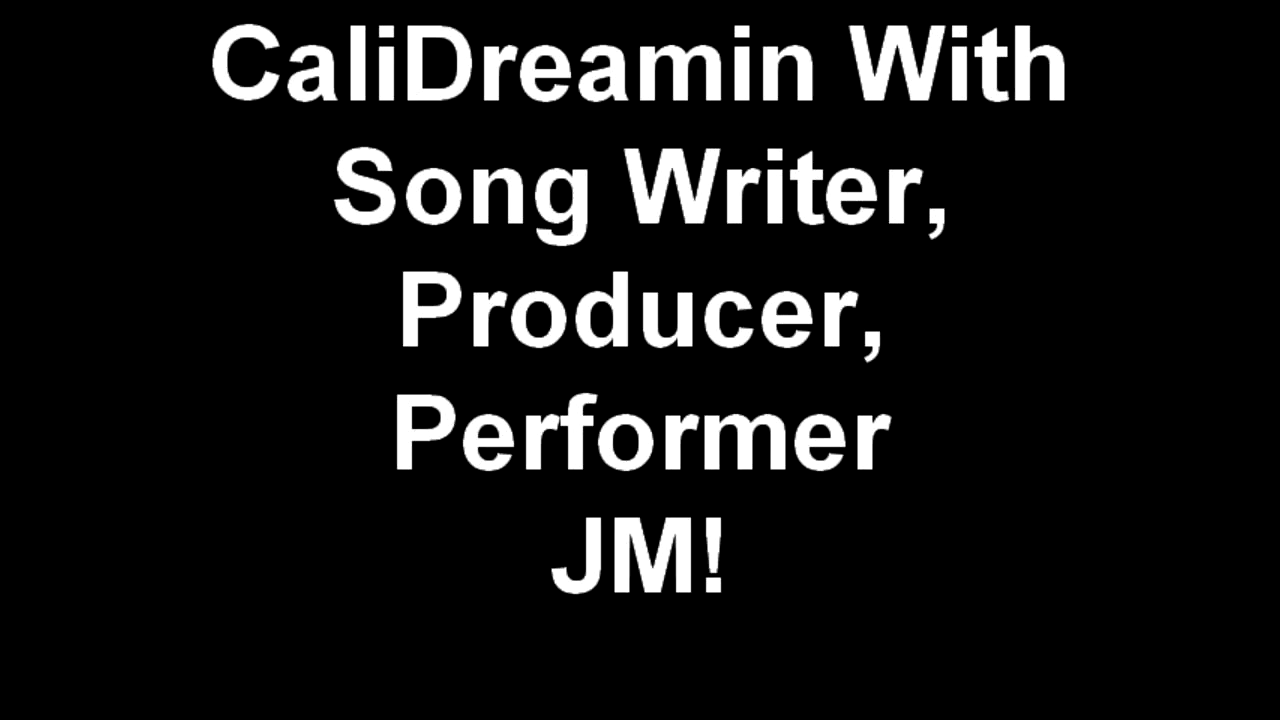 CaliDreamin With
Song Writer,
Producer,
Performer
JM!